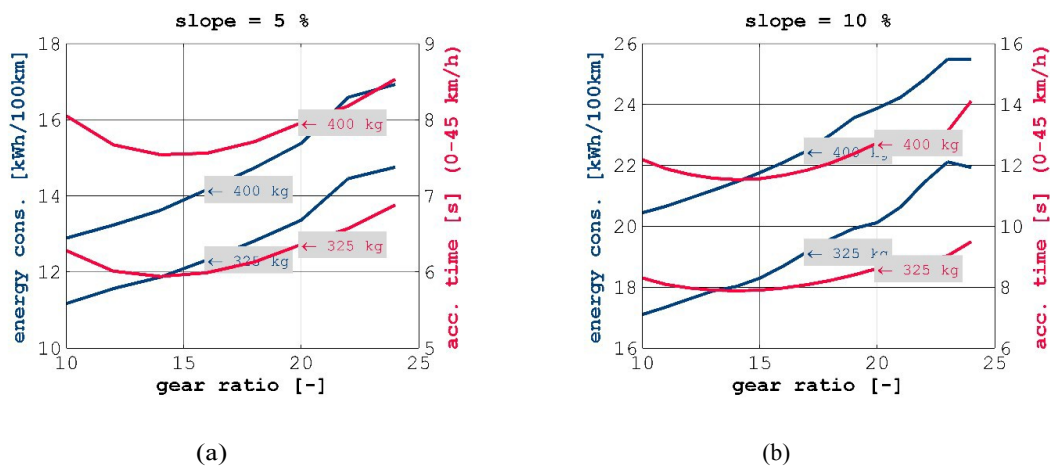 slope = 5 %
energy cons. [kWh/100km]
18
16
14
12
10
9
8
7
6
5
acc. time [s] (0-45 km/h)
← 400 kg
← 400 kg
← 325 kg
← 325 kg
10 15 20 25
gear ratio [-]
(a)
slope = 10 %
energy cons. [kWh/100km]
26
24
22
20
18
16
16
14
12
10
8
6
acc. time [s] (0-45 km/h)
← 400 kg
← 400 kg
← 325 kg
← 325 kg
10 15 20 25
gear ratio [-]
(b)